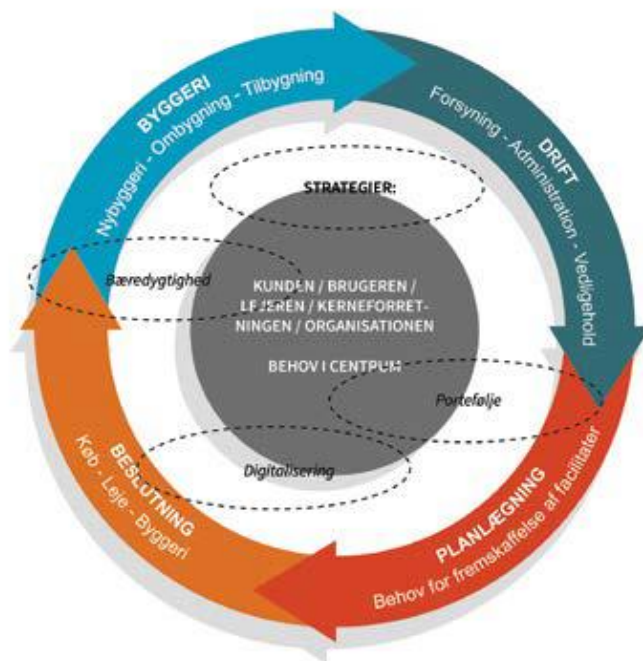 BYGGERI
Nybyggeri - Ombygning - Tilbygning
DRIFT
Forsyning - Administration - Vedligehold
STRATEGIER:
Bæredygtighed
KUNDEN / BRUGEREN /
LEJEREN / KERNEFORRET-
NINGEN / ORGANISATIONEN
BEHOV I CENTRUM
Portefølje
Digitalisering
BESLUTNING
Køb - Leje - Byggeri
PLANLÆGNING
Behov for fremskaffelse af faciliteter